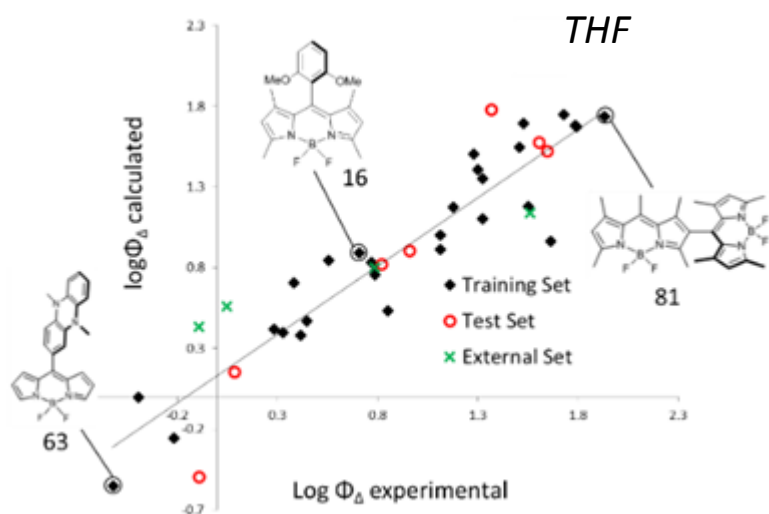 THF
2.3
1.8
1.3
0.8
0.3
-0.2
-0.7
logΦΔ calculated
-0.2
0.3
0.8
1.3
1.8
2.3
Log ΦΔ experimental
MeO
OMe
N
B
N
F
F
16
N
N
N
B
N
F
F
63
N
B
N
F
F
N
B
F
N
F
81
Training Set
Test Set
External Set